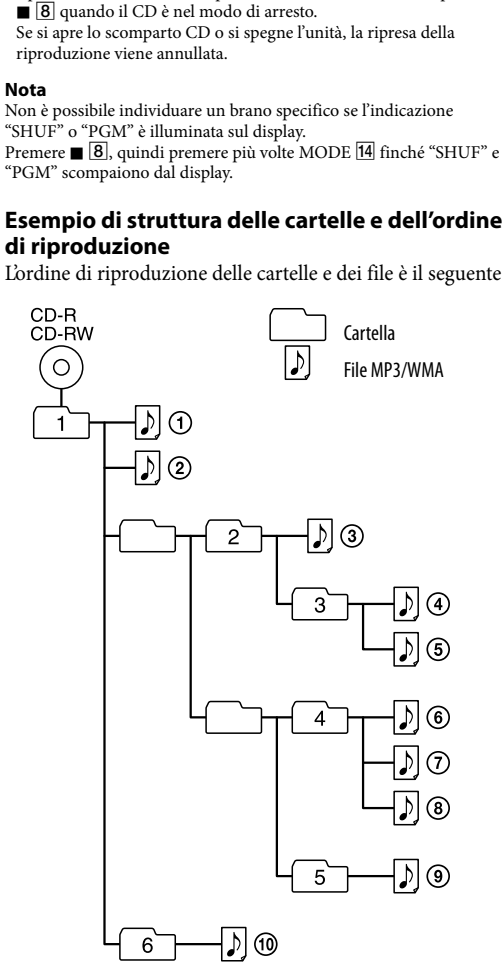 ■ 8 quando il CD è nel modo di arresto.
Se si apre lo scomparto CD o si spegne l'unità, la ripresa della
riproduzione viene annullata.
Nota
Non è possibile individuare un brano specifico se l'indicazione
“SHUF” o “PGM” è illuminata sul display.
Premere ■ 8, quindi premere più volte MODE 14 finché “SHUF” e
“PGM” scompaiono dal display.
Esempio di struttura delle cartelle e dell'ordine
di riproduzione
L'ordine di riproduzione delle cartelle e dei file è il seguente
CD-R
CD-RW
Cartella
File MP3/WMA
1 ①
②
2 ③
3 ④
⑤
4 ⑥
⑦
⑧
5 ⑨
6 ⑩